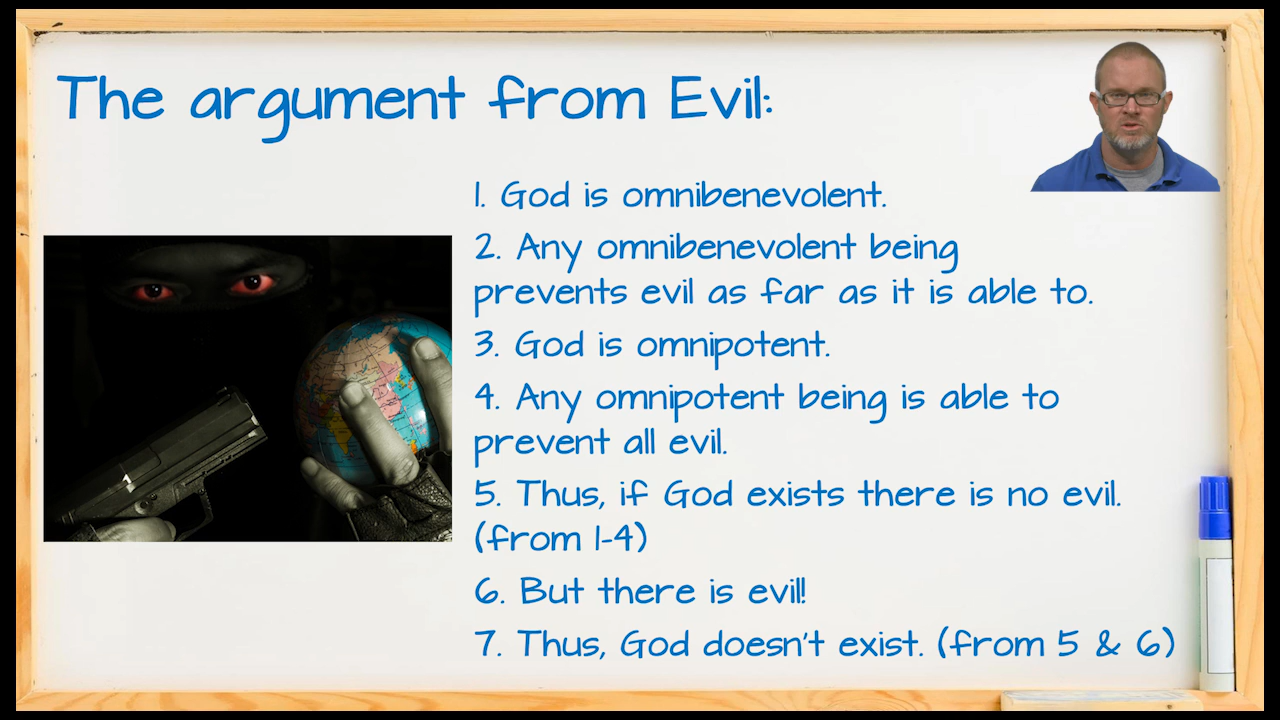 The argument from Evil:
1. God is omnibenevolent.
2. Any omnibenevolent being
prevents evil as far as it is able to.
3. God is omnipotent.
4. Any omnipotent being is able to
prevent all evil.
5. Thus, if God exists there is no evil.
(from 1-4)
6. But there is evil!
7. Thus, God doesn't exist. (from 5 & 6)